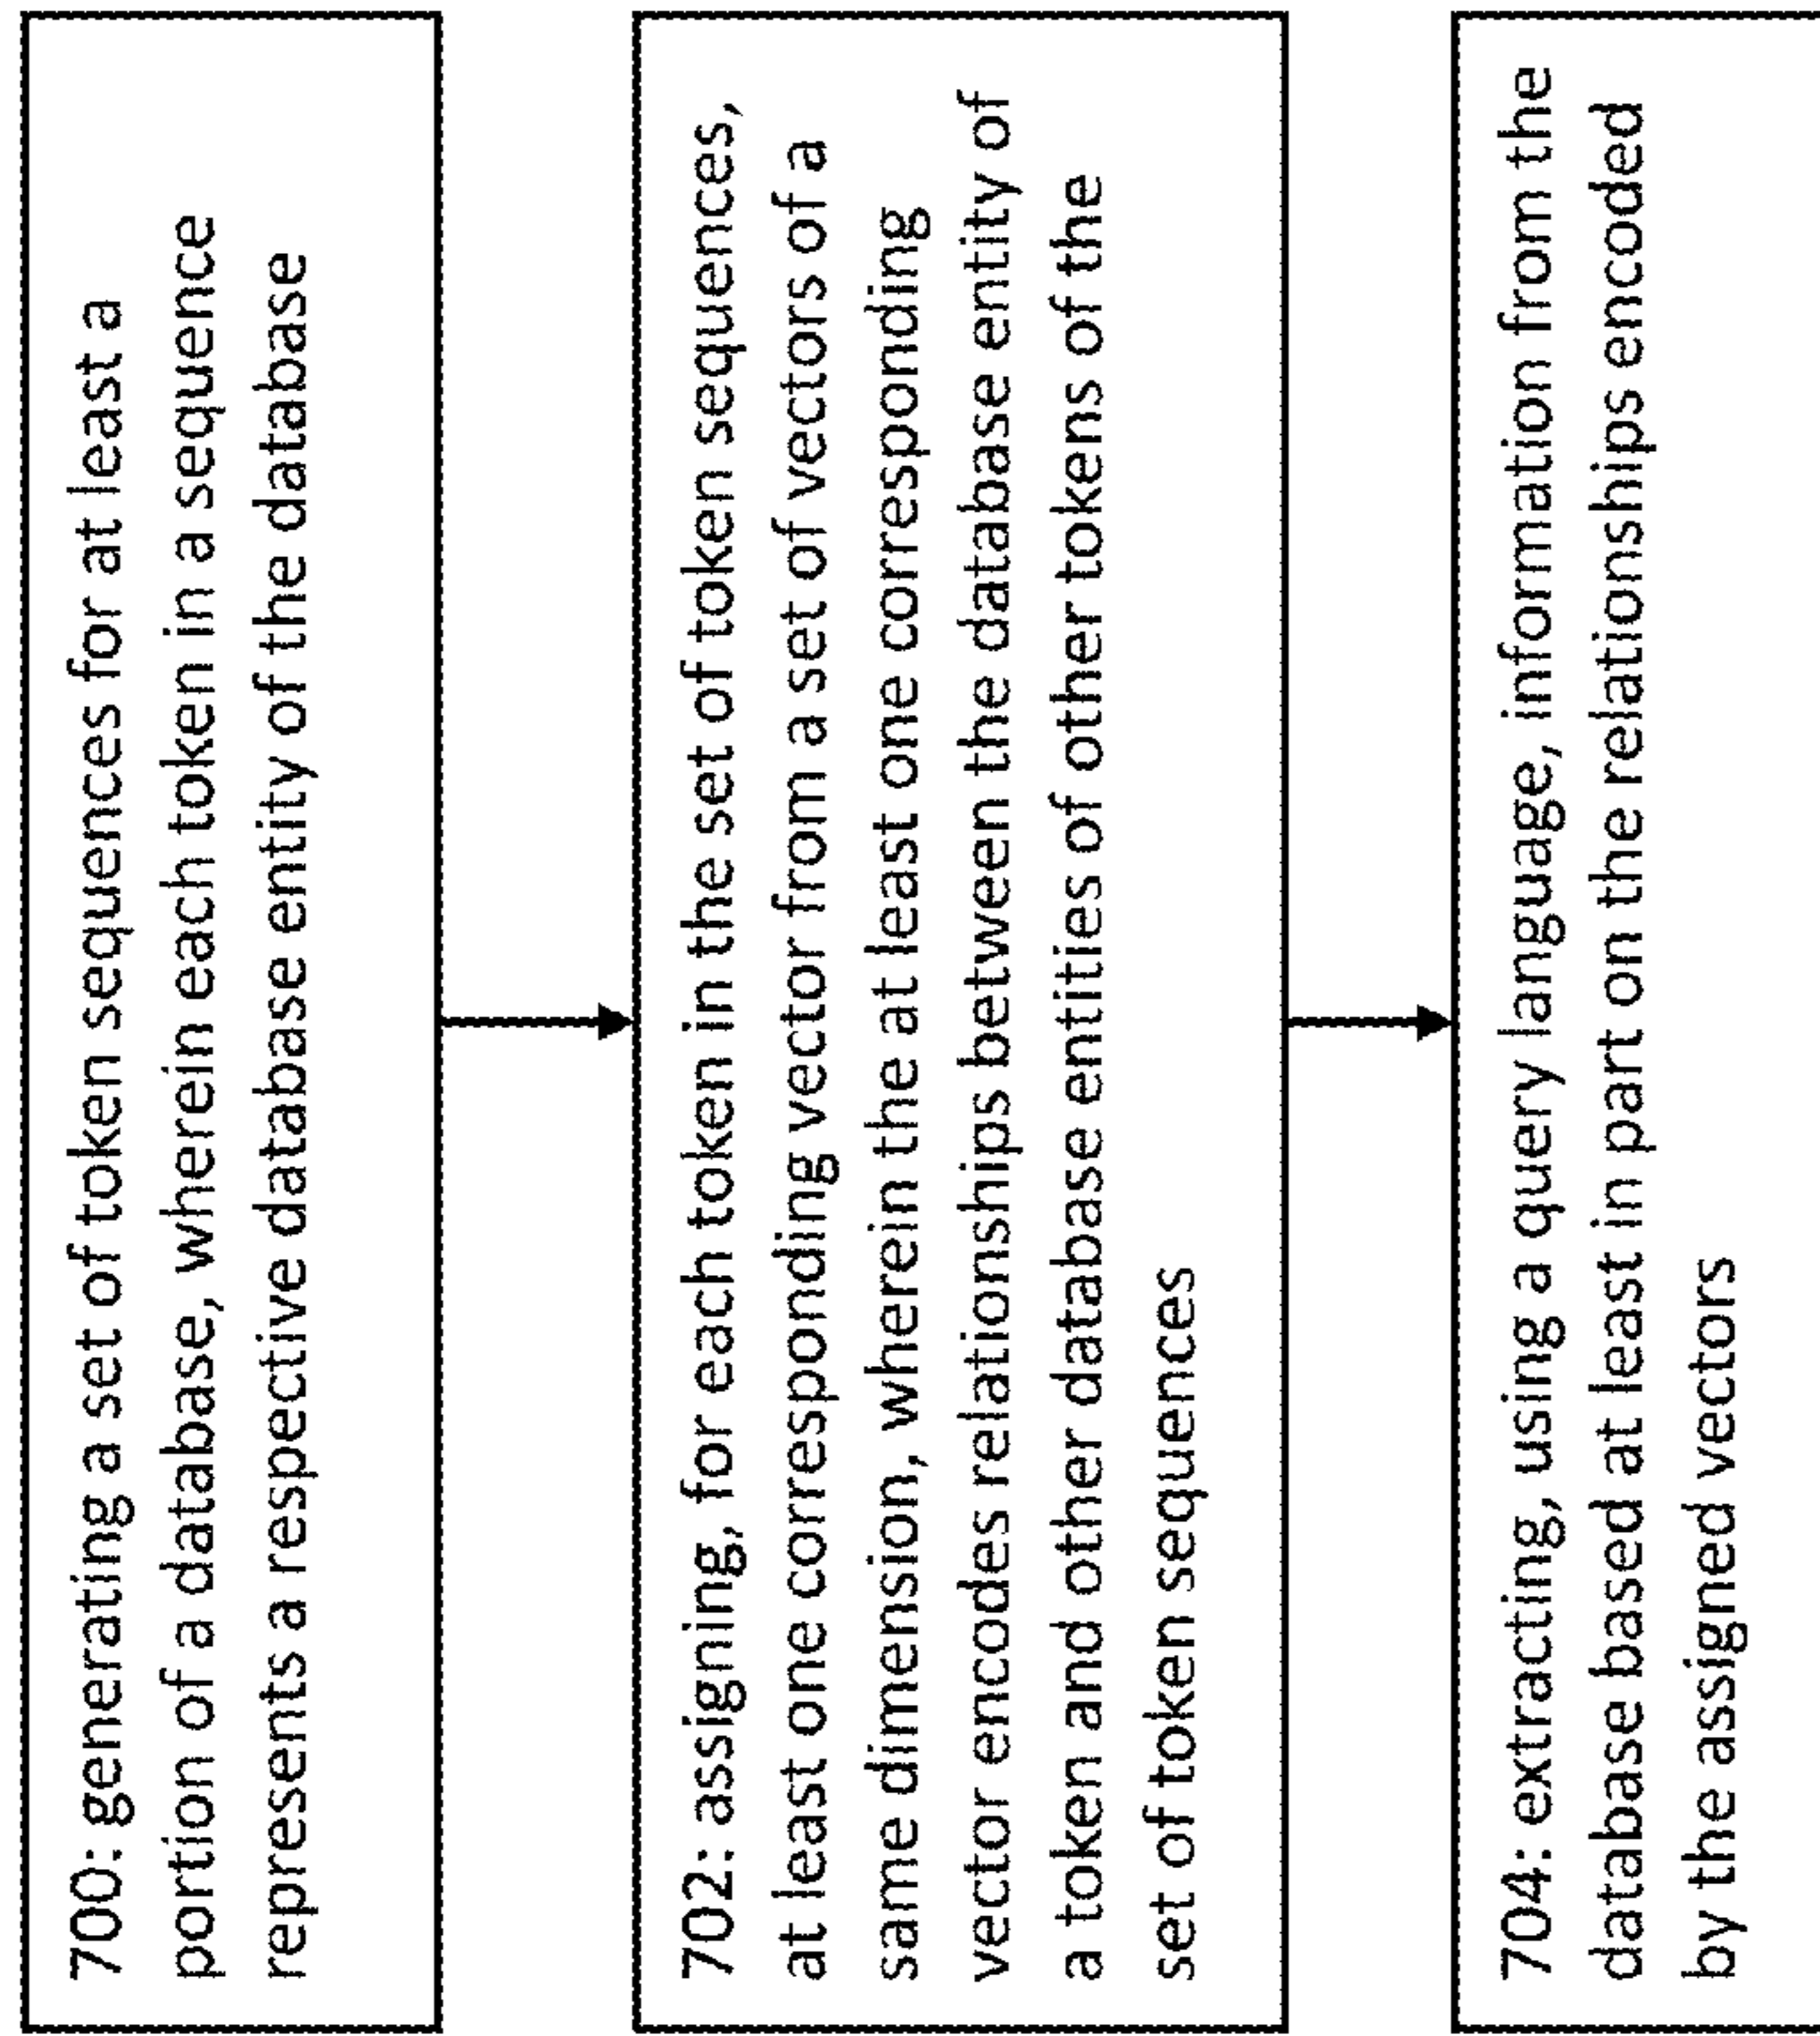 700: generating a set of token sequences for at least a
portion of a database, wherein each token in a sequence
represents a respective database entity of the database
702: assigning, for each token in the set of token sequences,
at least one corresponding vector from a set of vectors of a
same dimension, wherein the at least one corresponding
vector encodes relationships between the database entity of
a token and other database entities of other tokens of the
set of token sequences
704: extracting, using a query language, information from the
database based at least in part on the relationships encoded
by the assigned vectors